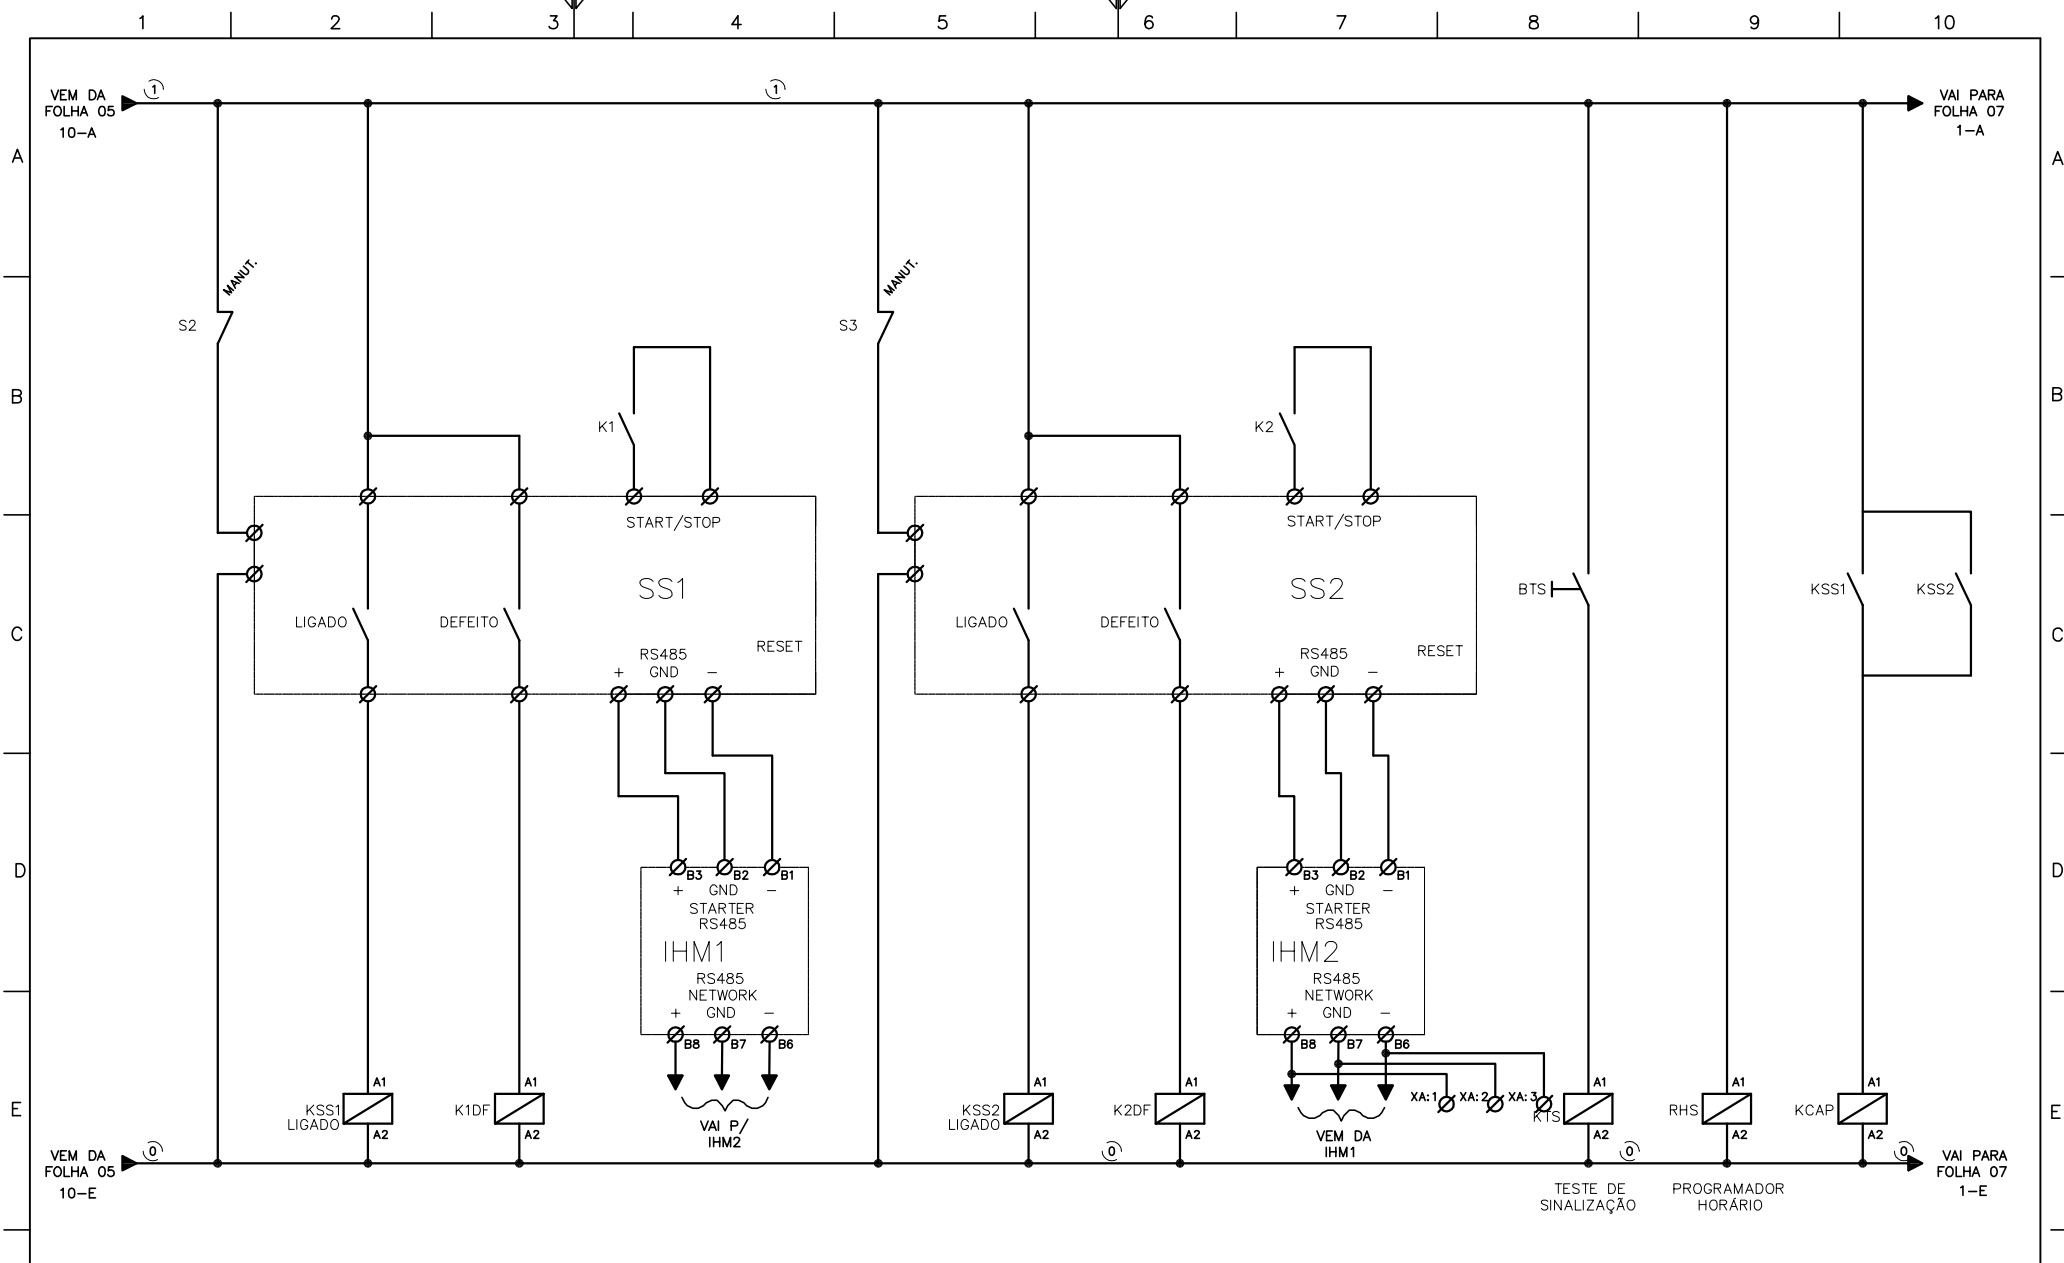 1 2 3 4 5 6 7 8 9 10
VEM DA
FOLHA 05
10-A
1
1
VAI PARA
FOLHA 07
1-A
A
A
MANUT.
MANUT.
S2
S3
B
B
K1
K2
START/STOP
START/STOP
SS1
SS2
BTS
KSS1
KSS2
LIGADO
DEFEITO
LIGADO
DEFEITO
C
C
RESET
RESET
RS485
GND
+ -
RS485
GND
+ -
D
D
B3 B2 B1
+ GND -
STARTER
RS485
IHM1
RS485
NETWORK
+ GND -
B8 B7 B6
B3 B2 B1
+ GND -
STARTER
RS485
IHM2
RS485
NETWORK
+ GND -
B8 B7 B6
E
E
A1
KSS1
LIGADO
A2
A1
K1DF
A2
VAI P/
IHM2
A1
KSS2
LIGADO
A2
A1
K2DF
A2
VEM DA
IHM1
XA:1 XA:2 XA:3
A1
KTS
A2
A1
RHS
A2
A1
KCAP
A2
VEM DA
FOLHA 05
10-E
0
0
0
0
VAI PARA
FOLHA 07
1-E
TESTE DE
SINALIZAÇÃO
PROGRAMADOR
HORÁRIO